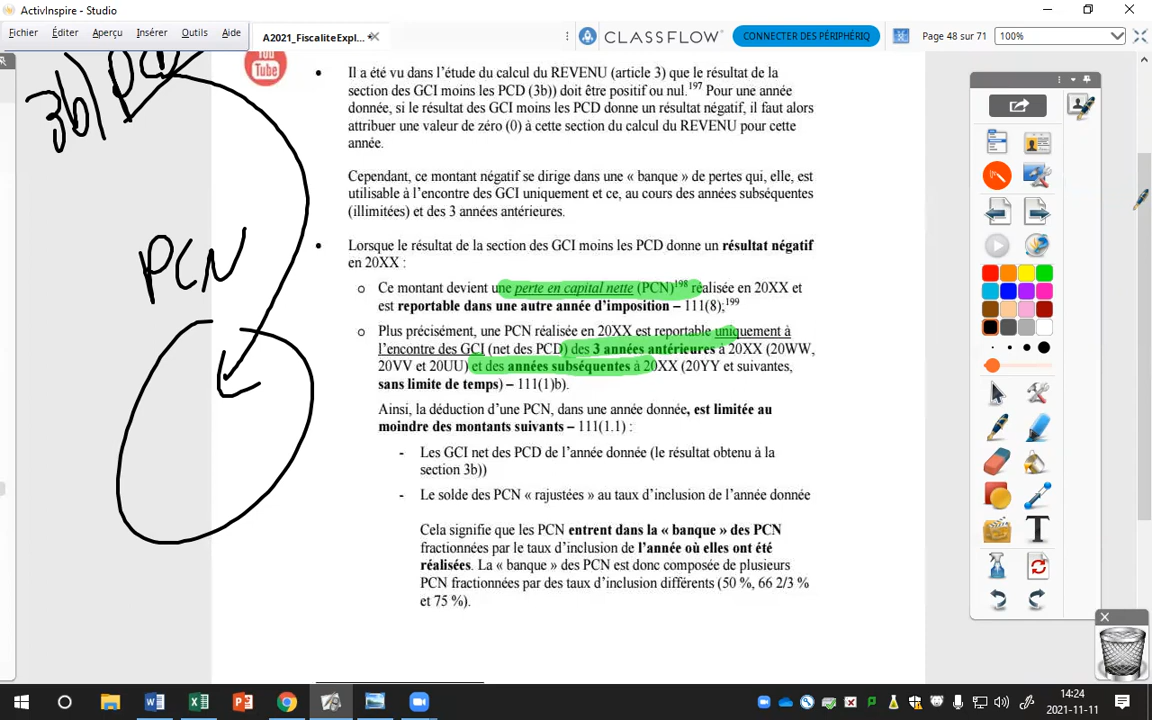 ActivInspire - Studio
Fichier Éditer Aperçu Insérer Outils Aide
A2021_FiscaliteExpl...
CLASSFLOW
CONNECTER DES PÉRIPHÉRIQ
Page 48 sur 71
100%
You
Tube
3b)
PCN
• Il a été vu dans l'étude du calcul du REVENU (article 3) que le résultat de la
section des GCI moins les PCD (3b)) doit être positif ou nul.197 Pour une année
donnée, si le résultat des GCI moins les PCD donne un résultat négatif, il faut alors
attribuer une valeur de zéro (0) à cette section du calcul du REVENU pour cette
année.
Cependant, ce montant négatif se dirige dans une « banque » de pertes qui, elle, est
utilisable à l'encontre des GCI uniquement et ce, au cours des années subséquentes
(illimitées) et des 3 années antérieures.
• Lorsque le résultat de la section des GCI moins les PCD donne un résultat négatif
en 20XX :
o Ce montant devient une perte en capital nette (PCN)198 réalisée en 20XX et
est reportable dans une autre année d'imposition – 111(8);199
o Plus précisément, une PCN réalisée en 20XX est reportable uniquement à
l'encontre des GCI (net des PCD) des 3 années antérieures à 20XX (20WW,
20VV et 20UU) et des années subséquentes à 20XX (20YY et suivantes,
sans limite de temps) – 111(1)b).
Ainsi, la déduction d'une PCN, dans une année donnée, est limitée au
moindre des montants suivants – 111(1.1) :
- Les GCI net des PCD de l'année donnée (le résultat obtenu à la
section 3b))
- Le solde des PCN « rajustées » au taux d'inclusion de l'année donnée
Cela signifie que les PCN entrent dans la « banque » des PCN
fractionnées par le taux d'inclusion de l'année où elles ont été
réalisées. La « banque » des PCN est donc composée de plusieurs
PCN fractionnées par des taux d'inclusion différents (50 %, 66 2/3 %
et 75 %).
14:24
2021-11-11